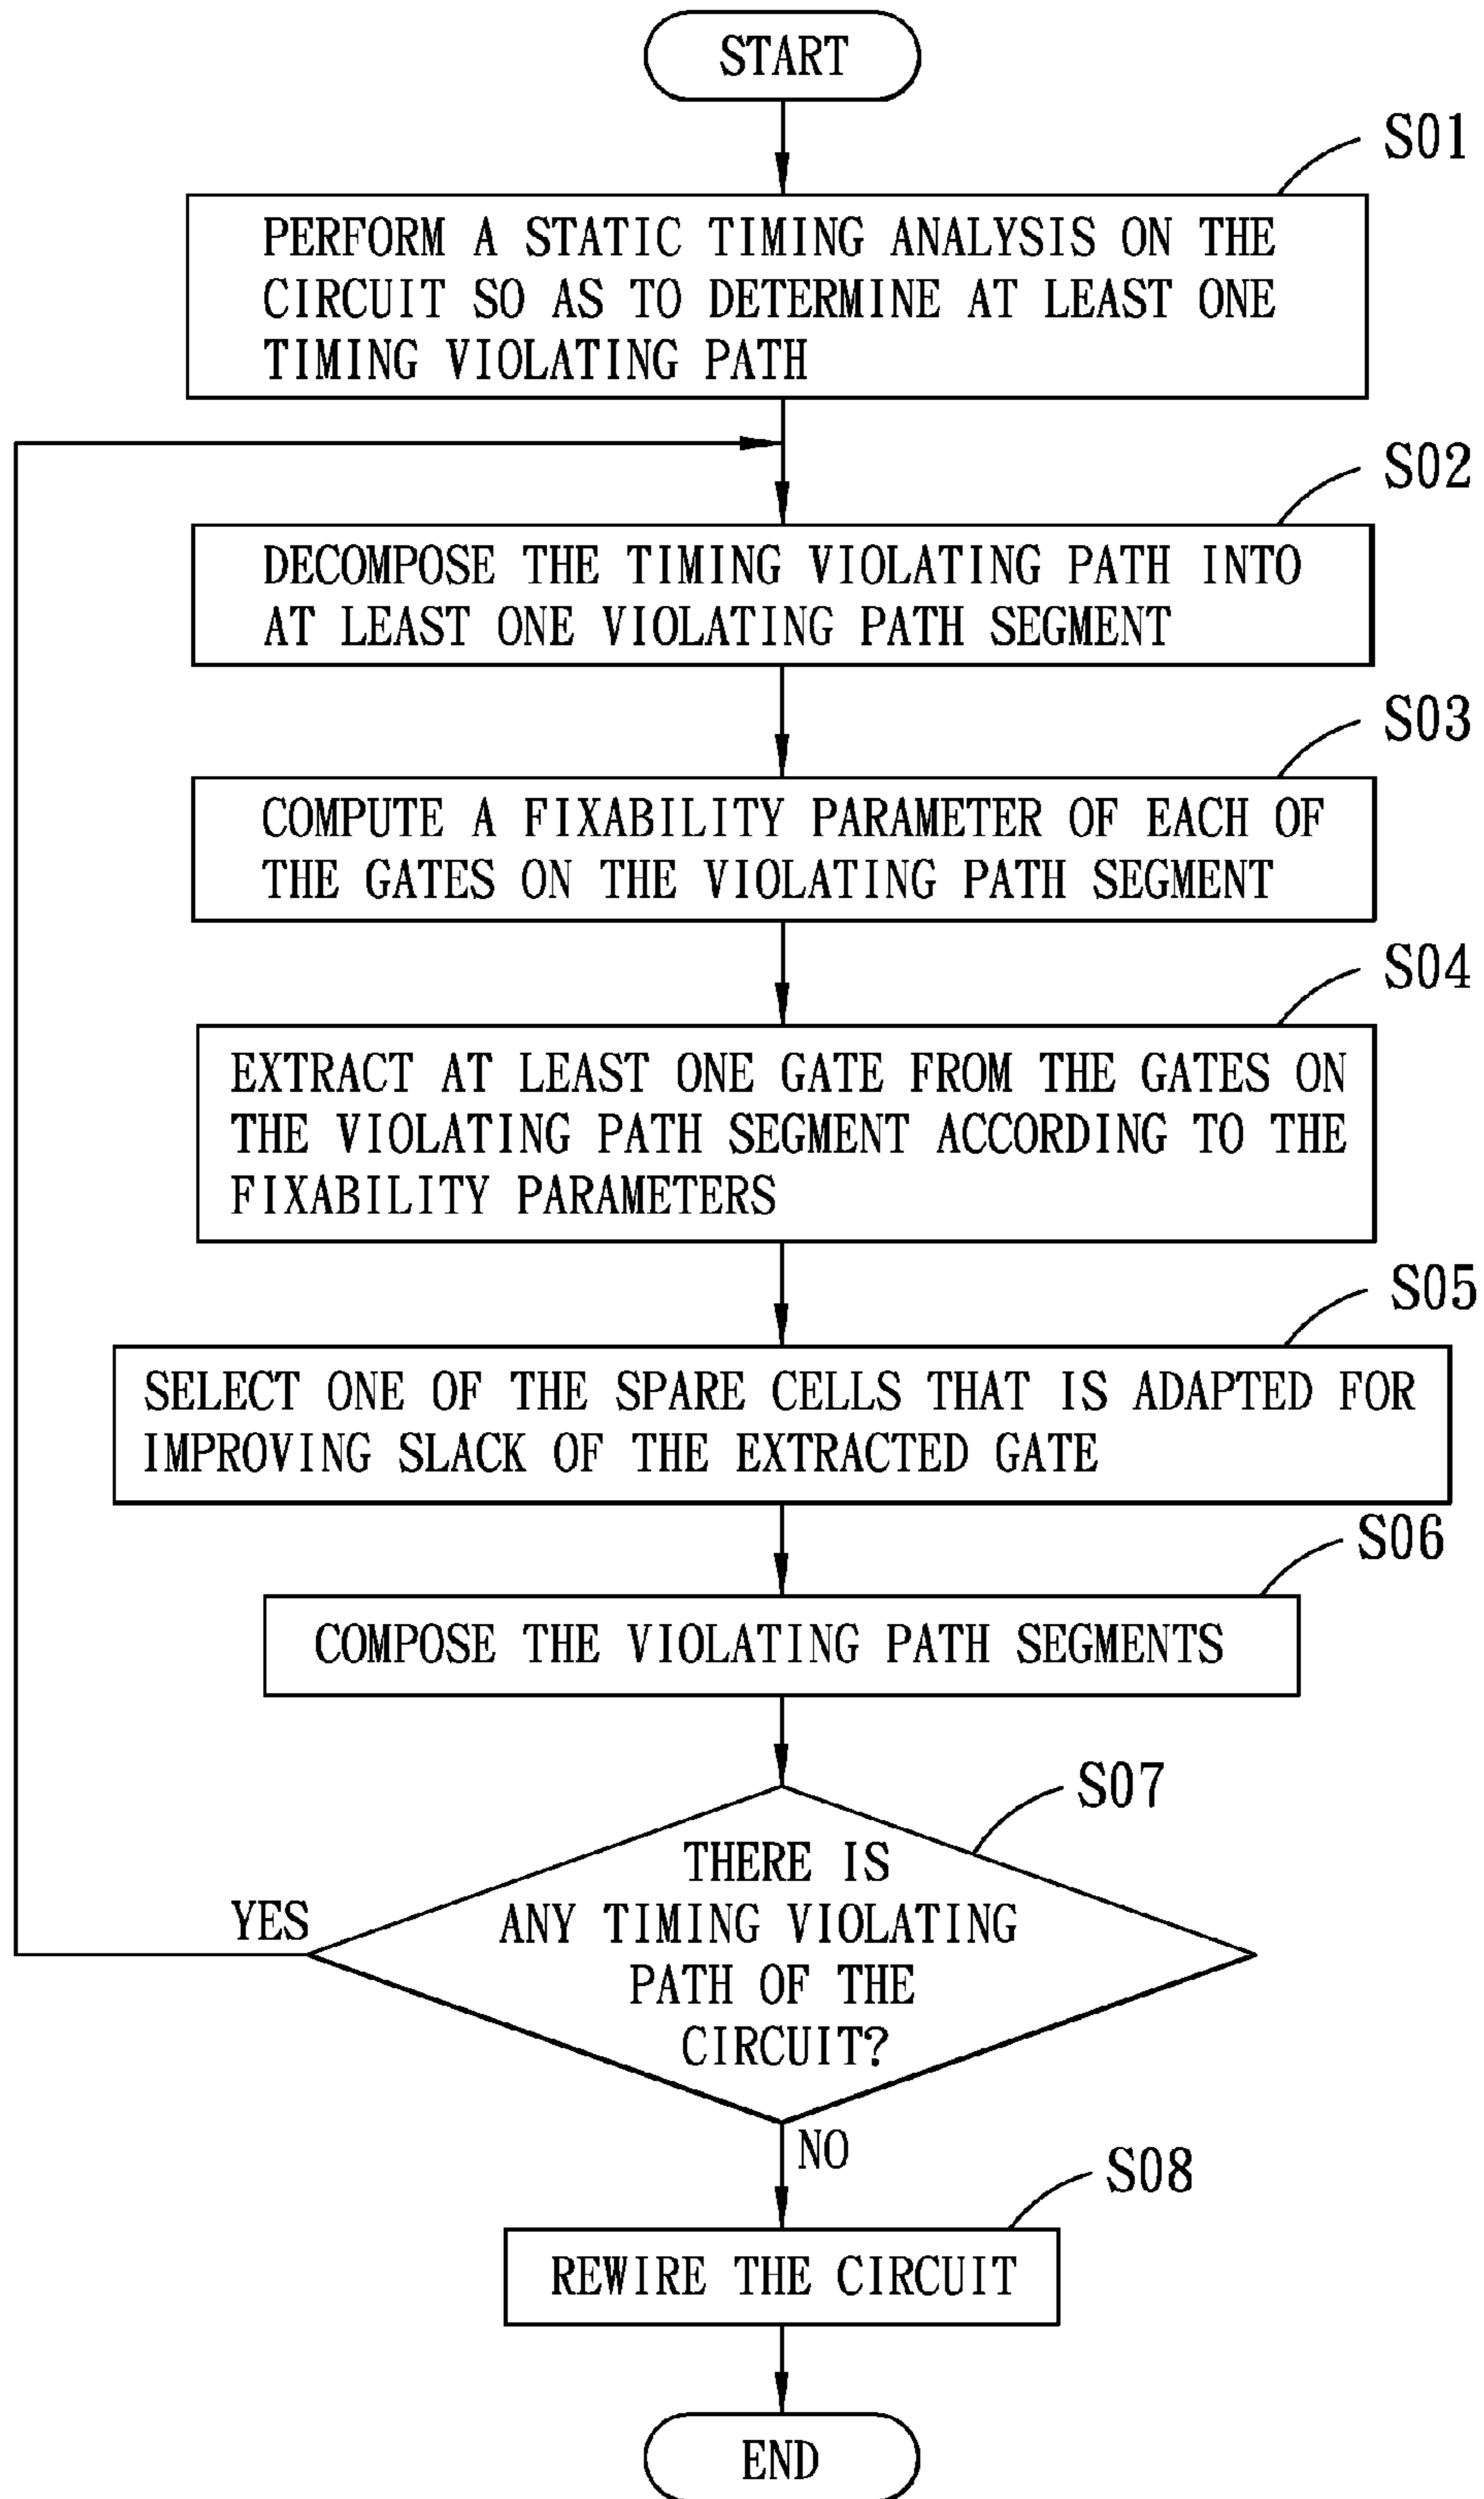 START
S01
PERFORM A STATIC TIMING ANALYSIS ON THE
CIRCUIT SO AS TO DETERMINE AT LEAST ONE
TIMING VIOLATING PATH
S02
DECOMPOSE THE TIMING VIOLATING PATH INTO
AT LEAST ONE VIOLATING PATH SEGMENT
S03
COMPUTE A FIXABILITY PARAMETER OF EACH OF
THE GATES ON THE VIOLATING PATH SEGMENT
S04
EXTRACT AT LEAST ONE GATE FROM THE GATES ON
THE VIOLATING PATH SEGMENT ACCORDING TO THE
FIXABILITY PARAMETERS
S05
SELECT ONE OF THE SPARE CELLS THAT IS ADAPTED FOR
IMPROVING SLACK OF THE EXTRACTED GATE
S06
COMPOSE THE VIOLATING PATH SEGMENTS
S07
THERE IS
ANY TIMING VIOLATING
PATH OF THE
CIRCUIT?
YES
NO
S08
REWIRE THE CIRCUIT
END